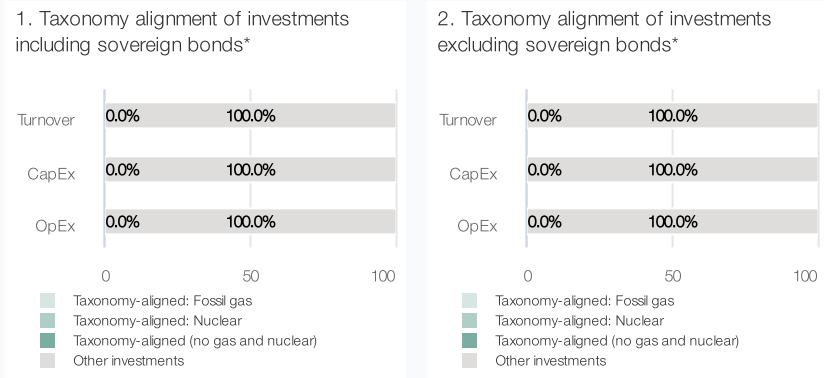 1. Taxonomy alignment of investments
including sovereign bonds*
Turnover 0.0% 100.0%
CapEx 0.0% 100.0%
OpEx 0.0% 100.0%
0 50 100
Taxonomy-aligned: Fossil gas
Taxonomy-aligned: Nuclear
Taxonomy-aligned (no gas and nuclear)
Other investments
2. Taxonomy alignment of investments
excluding sovereign bonds*
Turnover 0.0% 100.0%
CapEx 0.0% 100.0%
OpEx 0.0% 100.0%
0 50 100
Taxonomy-aligned: Fossil gas
Taxonomy-aligned: Nuclear
Taxonomy-aligned (no gas and nuclear)
Other investments